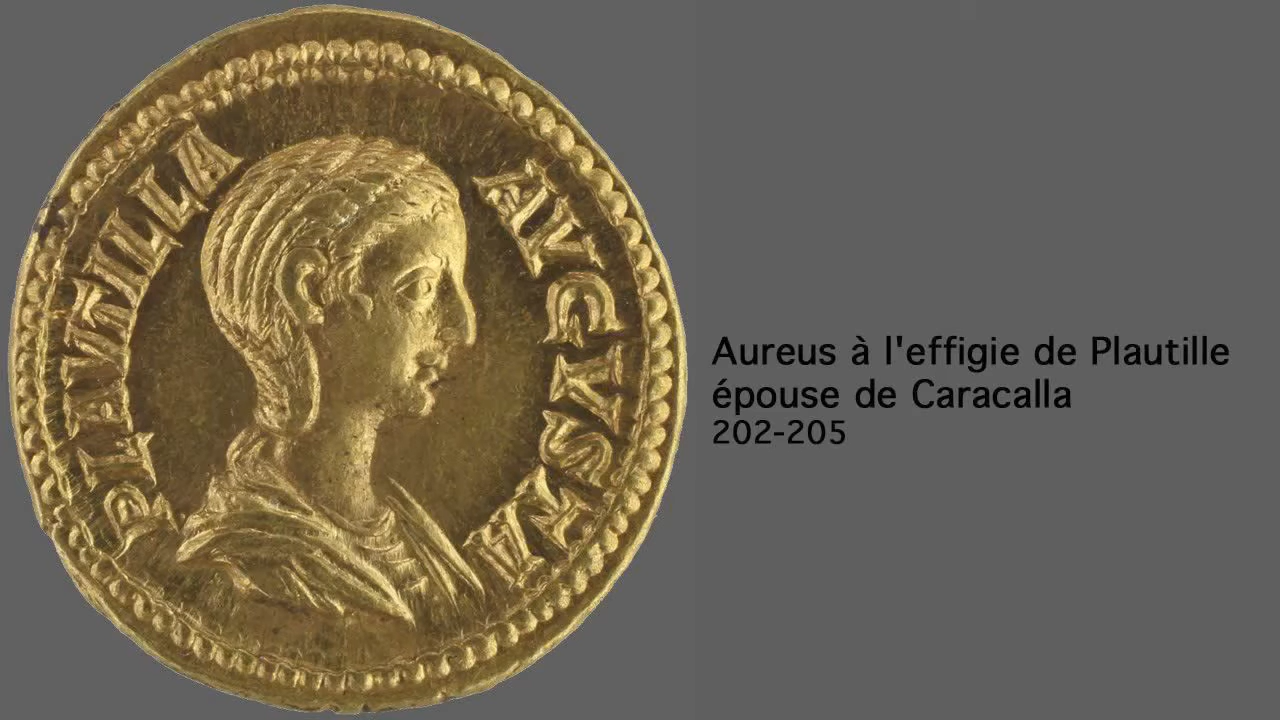 PLAVTILLA AVGVSTA
Aureus à l'effigie de Plautille
épouse de Caracalla
202-205